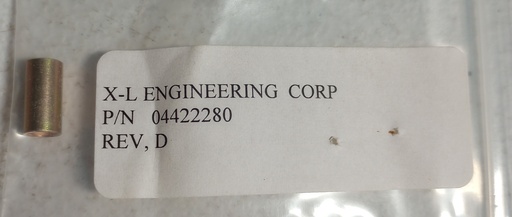 X-L ENGINEERING CORP
P/N 04422280
REV, D